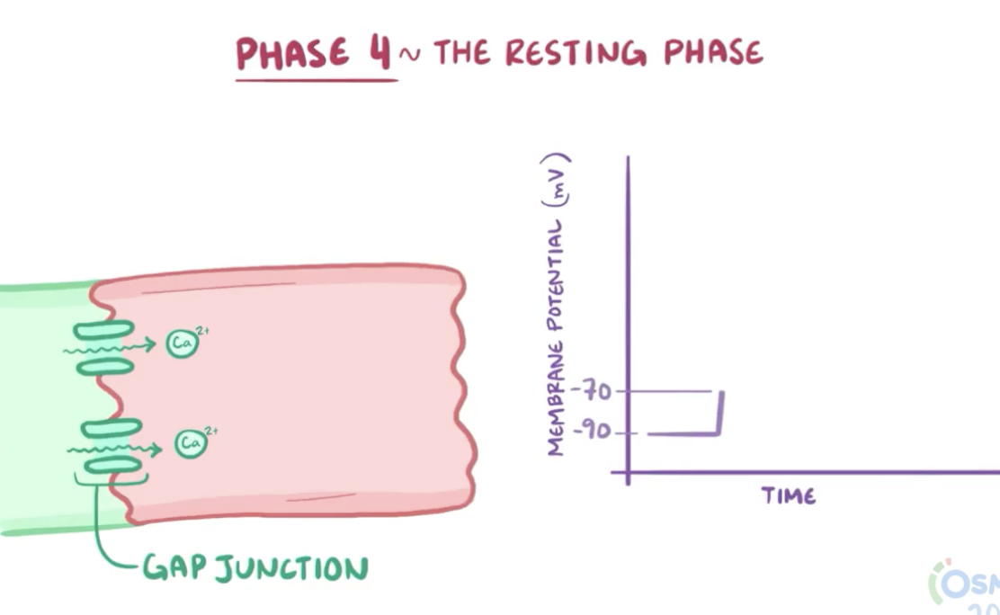 PHASE 4 ~ THE RESTING PHASE
Ca2+
Ca2+
GAP JUNCTION
MEMBRANE POTENTIAL (mV)
-70
-90
TIME